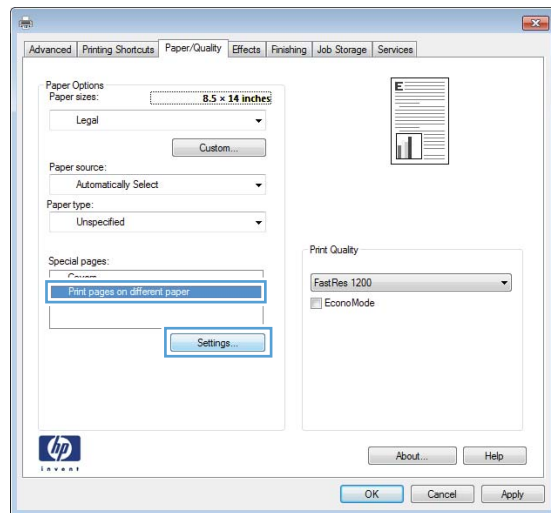 Advanced Printing Shortcuts Paper/Quality Effects Finishing Job Storage Services
Paper Options
Paper sizes: 8.5 × 14 inches
Legal
Custom...
Paper source:
Automatically Select
Paper type:
Unspecified
Special pages:
Covers
Print pages on different paper
Settings...
E
Print Quality
FastRes 1200
EconoMode
hp
invent
About... Help
OK Cancel Apply